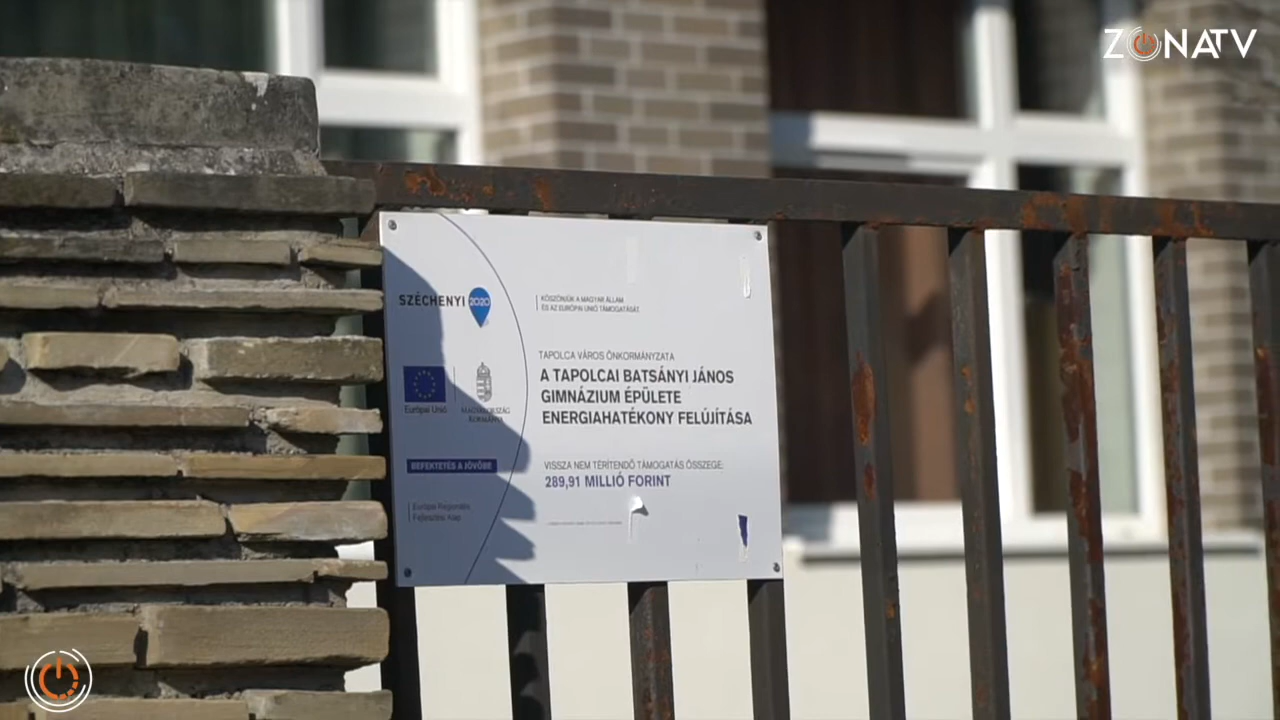 ZONATV
SZÉCHENYI 2020
KÖSZÖNJÜK A MAGYAR ÁLLAM
ÉS AZ EURÓPAI UNIÓ TÁMOGATÁSÁT.
TAPOLCA VÁROS ÖNKORMÁNYZATA
A TAPOLCAI BATSÁNYI JÁNOS
GIMNÁZIUM ÉPÜLETE
ENERGIAHATÉKONY FELÚJÍTÁSA
Európai Unió
MAGYARORSZÁG
KORMÁNYA
BEFEKTETÉS A JÖVŐBE
VISSZA NEM TÉRÍTENDŐ TÁMOGATÁS ÖSSZEGE:
289,91 MILLIÓ FORINT
Európai Regionális
Fejlesztési Alap